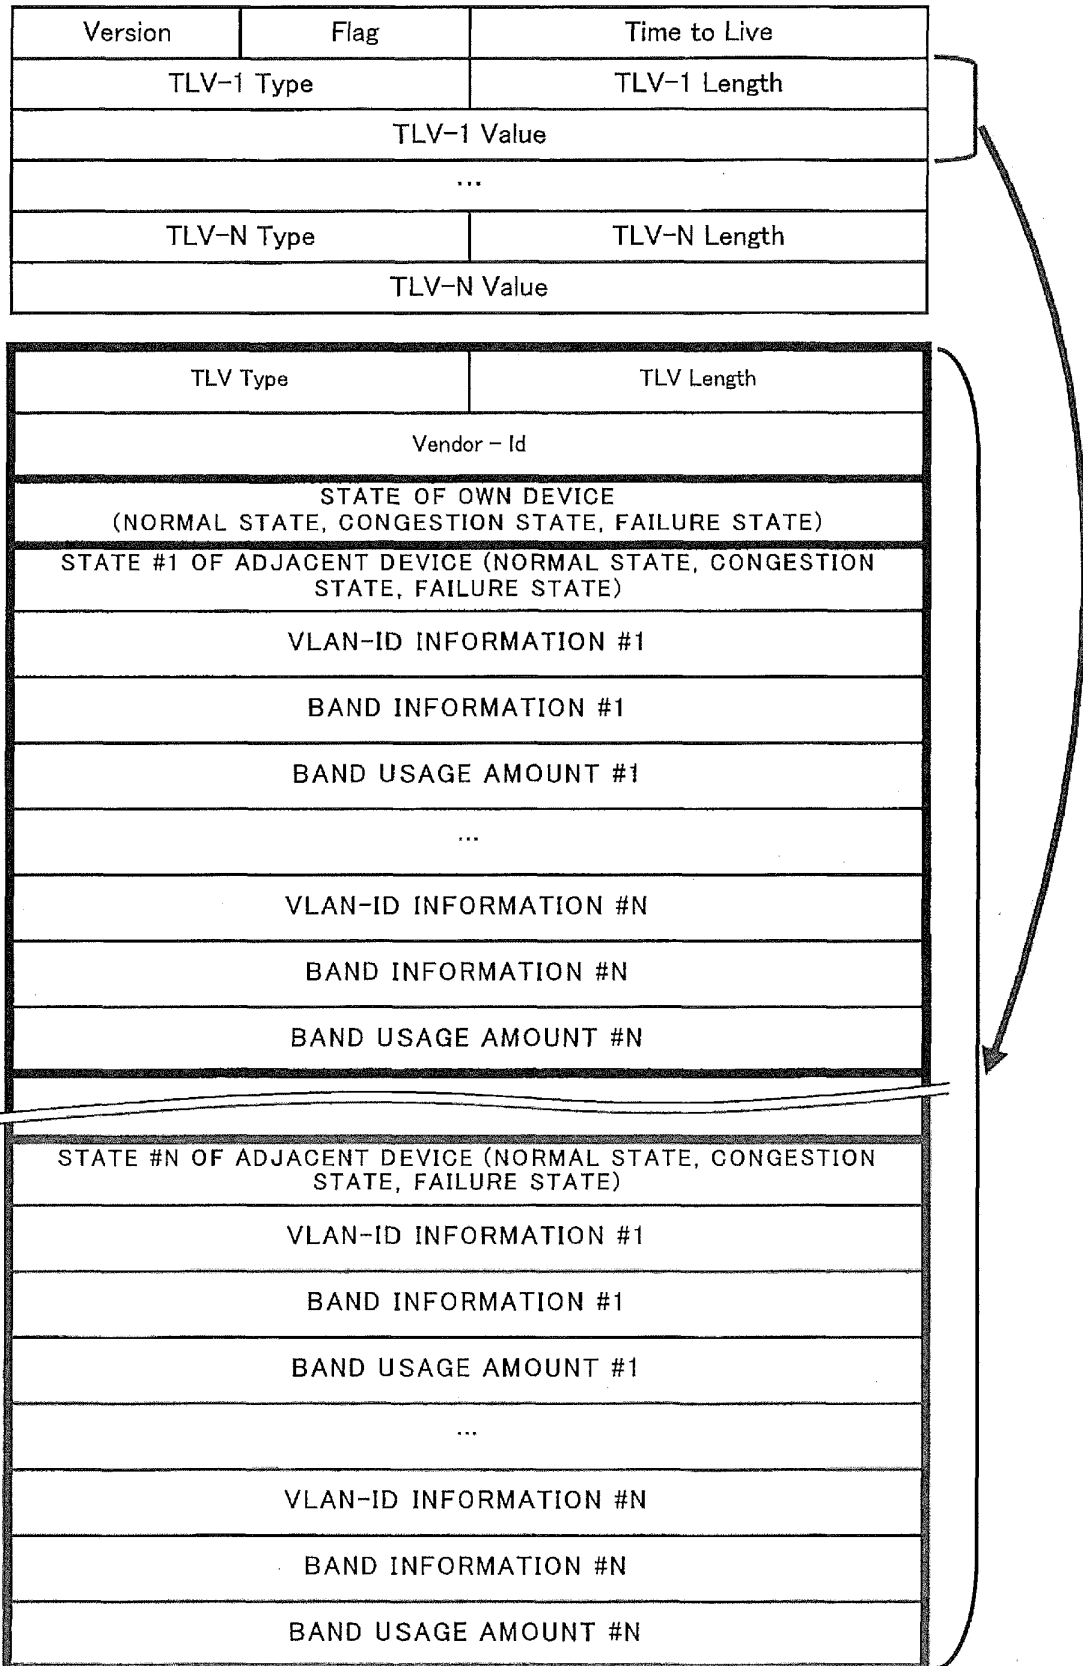 Version Flag Time to Live
TLV-1 Type TLV-1 Length
TLV-1 Value
...
TLV-N Type TLV-N Length
TLV-N Value
TLV Type TLV Length
Vendor - Id
STATE OF OWN DEVICE
(NORMAL STATE, CONGESTION STATE, FAILURE STATE)
STATE #1 OF ADJACENT DEVICE (NORMAL STATE, CONGESTION
STATE, FAILURE STATE)
VLAN-ID INFORMATION #1
BAND INFORMATION #1
BAND USAGE AMOUNT #1
...
VLAN-ID INFORMATION #N
BAND INFORMATION #N
BAND USAGE AMOUNT #N
STATE #N OF ADJACENT DEVICE (NORMAL STATE, CONGESTION
STATE, FAILURE STATE)
VLAN-ID INFORMATION #1
BAND INFORMATION #1
BAND USAGE AMOUNT #1
...
VLAN-ID INFORMATION #N
BAND INFORMATION #N
BAND USAGE AMOUNT #N